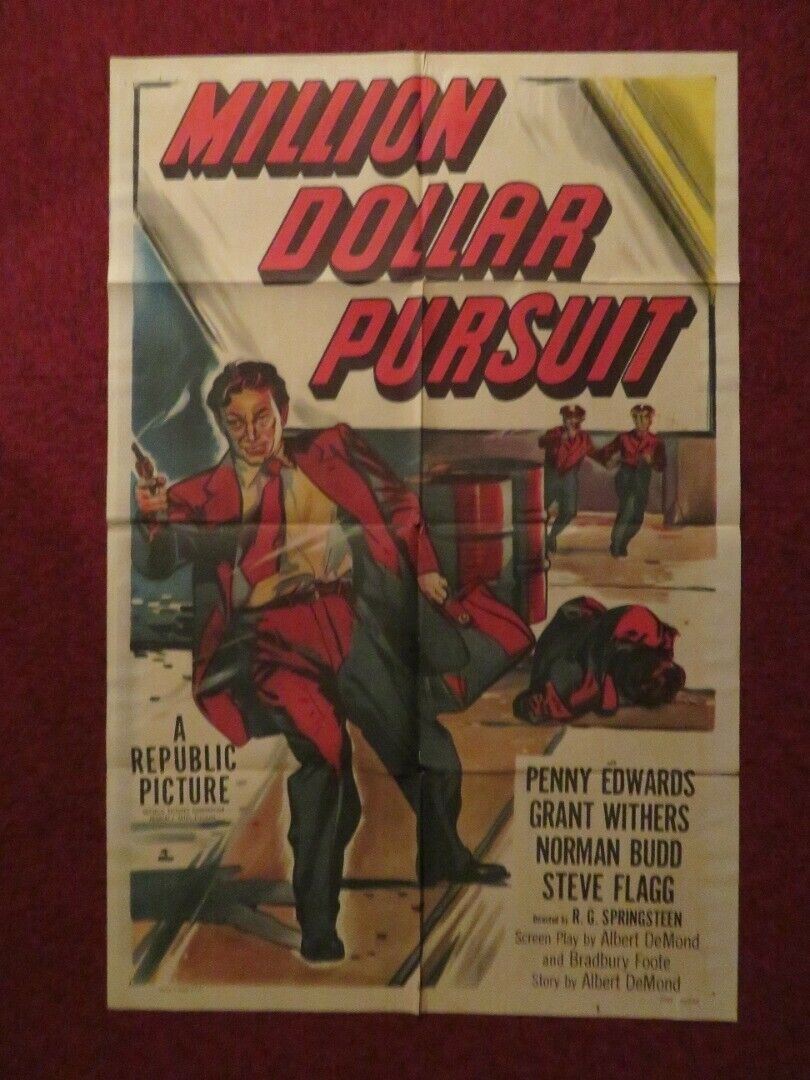 MILLION
DOLLAR
PURSUIT
A
REPUBLIC
PICTURE
with
PENNY EDWARDS
GRANT WITHERS
NORMAN BUDD
STEVE FLAGG
Directed by R. G. SPRINGSTEEN
Screen Play by Albert DeMond
and Bradbury Foote
Story by Albert DeMond